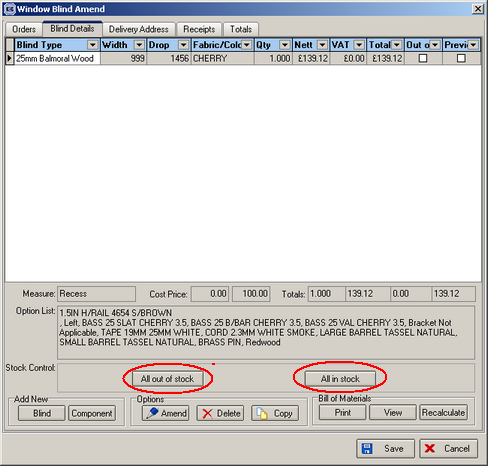 Window Blind Amend
Orders Blind Details Delivery Address Receipts Totals
Blind Type Width Drop Fabric/Colo Qty Nett VAT Total Out o Previ
25mm Balmoral Wood 999 1456 CHERRY 1.000 £139.12 £0.00 £139.12
Measure: Recess Cost Price: 0.00 100.00 Totals: 1.000 139.12 0.00 139.12
Option List: 1.5IN H/RAIL 4654 S/BROWN
, Left, BASS 25 SLAT CHERRY 3.5, BASS 25 B/BAR CHERRY 3.5, BASS 25 VAL CHERRY 3.5, Bracket Not
Applicable, TAPE 19MM 25MM WHITE, CORD 2.3MM WHITE SMOKE, LARGE BARREL TASSEL NATURAL,
SMALL BARREL TASSEL NATURAL, BRASS PIN, Redwood
Stock Control: All out of stock All in stock
Add New Options Bill of Materials
Blind Component Amend Delete Copy Print View Recalculate
Save Cancel